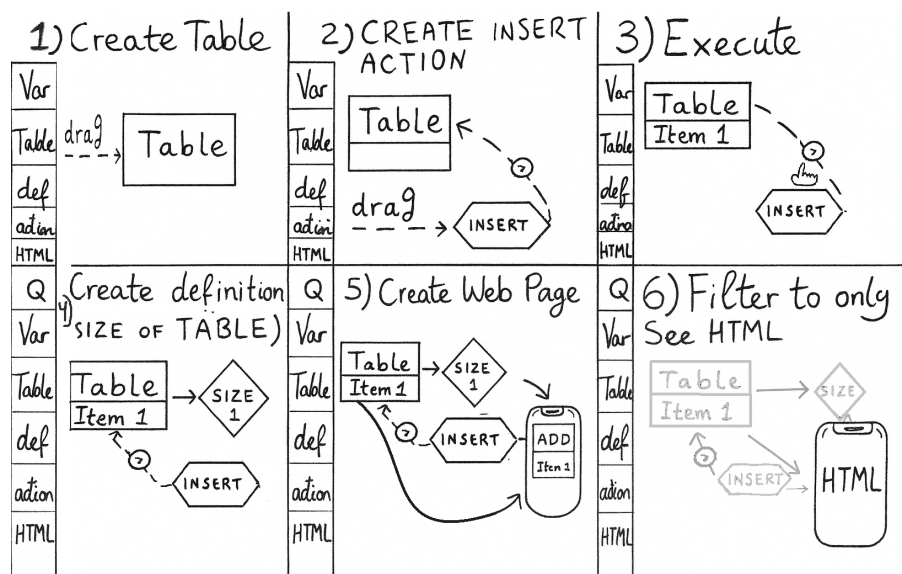 1) Create Table
Var
Table
def
action
HTML
drag
Table
2) CREATE INSERT
ACTION
Var
Table
def
action
HTML
Table
drag
INSERT
>
3) Execute
Var
Table
def
action
HTML
Table
Item 1
>
INSERT
4) Create definition
SIZE OF TABLE)
Q
Var
Table
def
action
HTML
Table
Item 1
SIZE
1
>
INSERT
5) Create Web Page
Q
Var
Table
def
action
HTML
Table
Item 1
SIZE
1
>
INSERT
ADD
Item 1
6) Filter to only
See HTML
Q
Var
Table
def
action
HTML
Table
Item 1
SIZE
>
INSERT
HTML